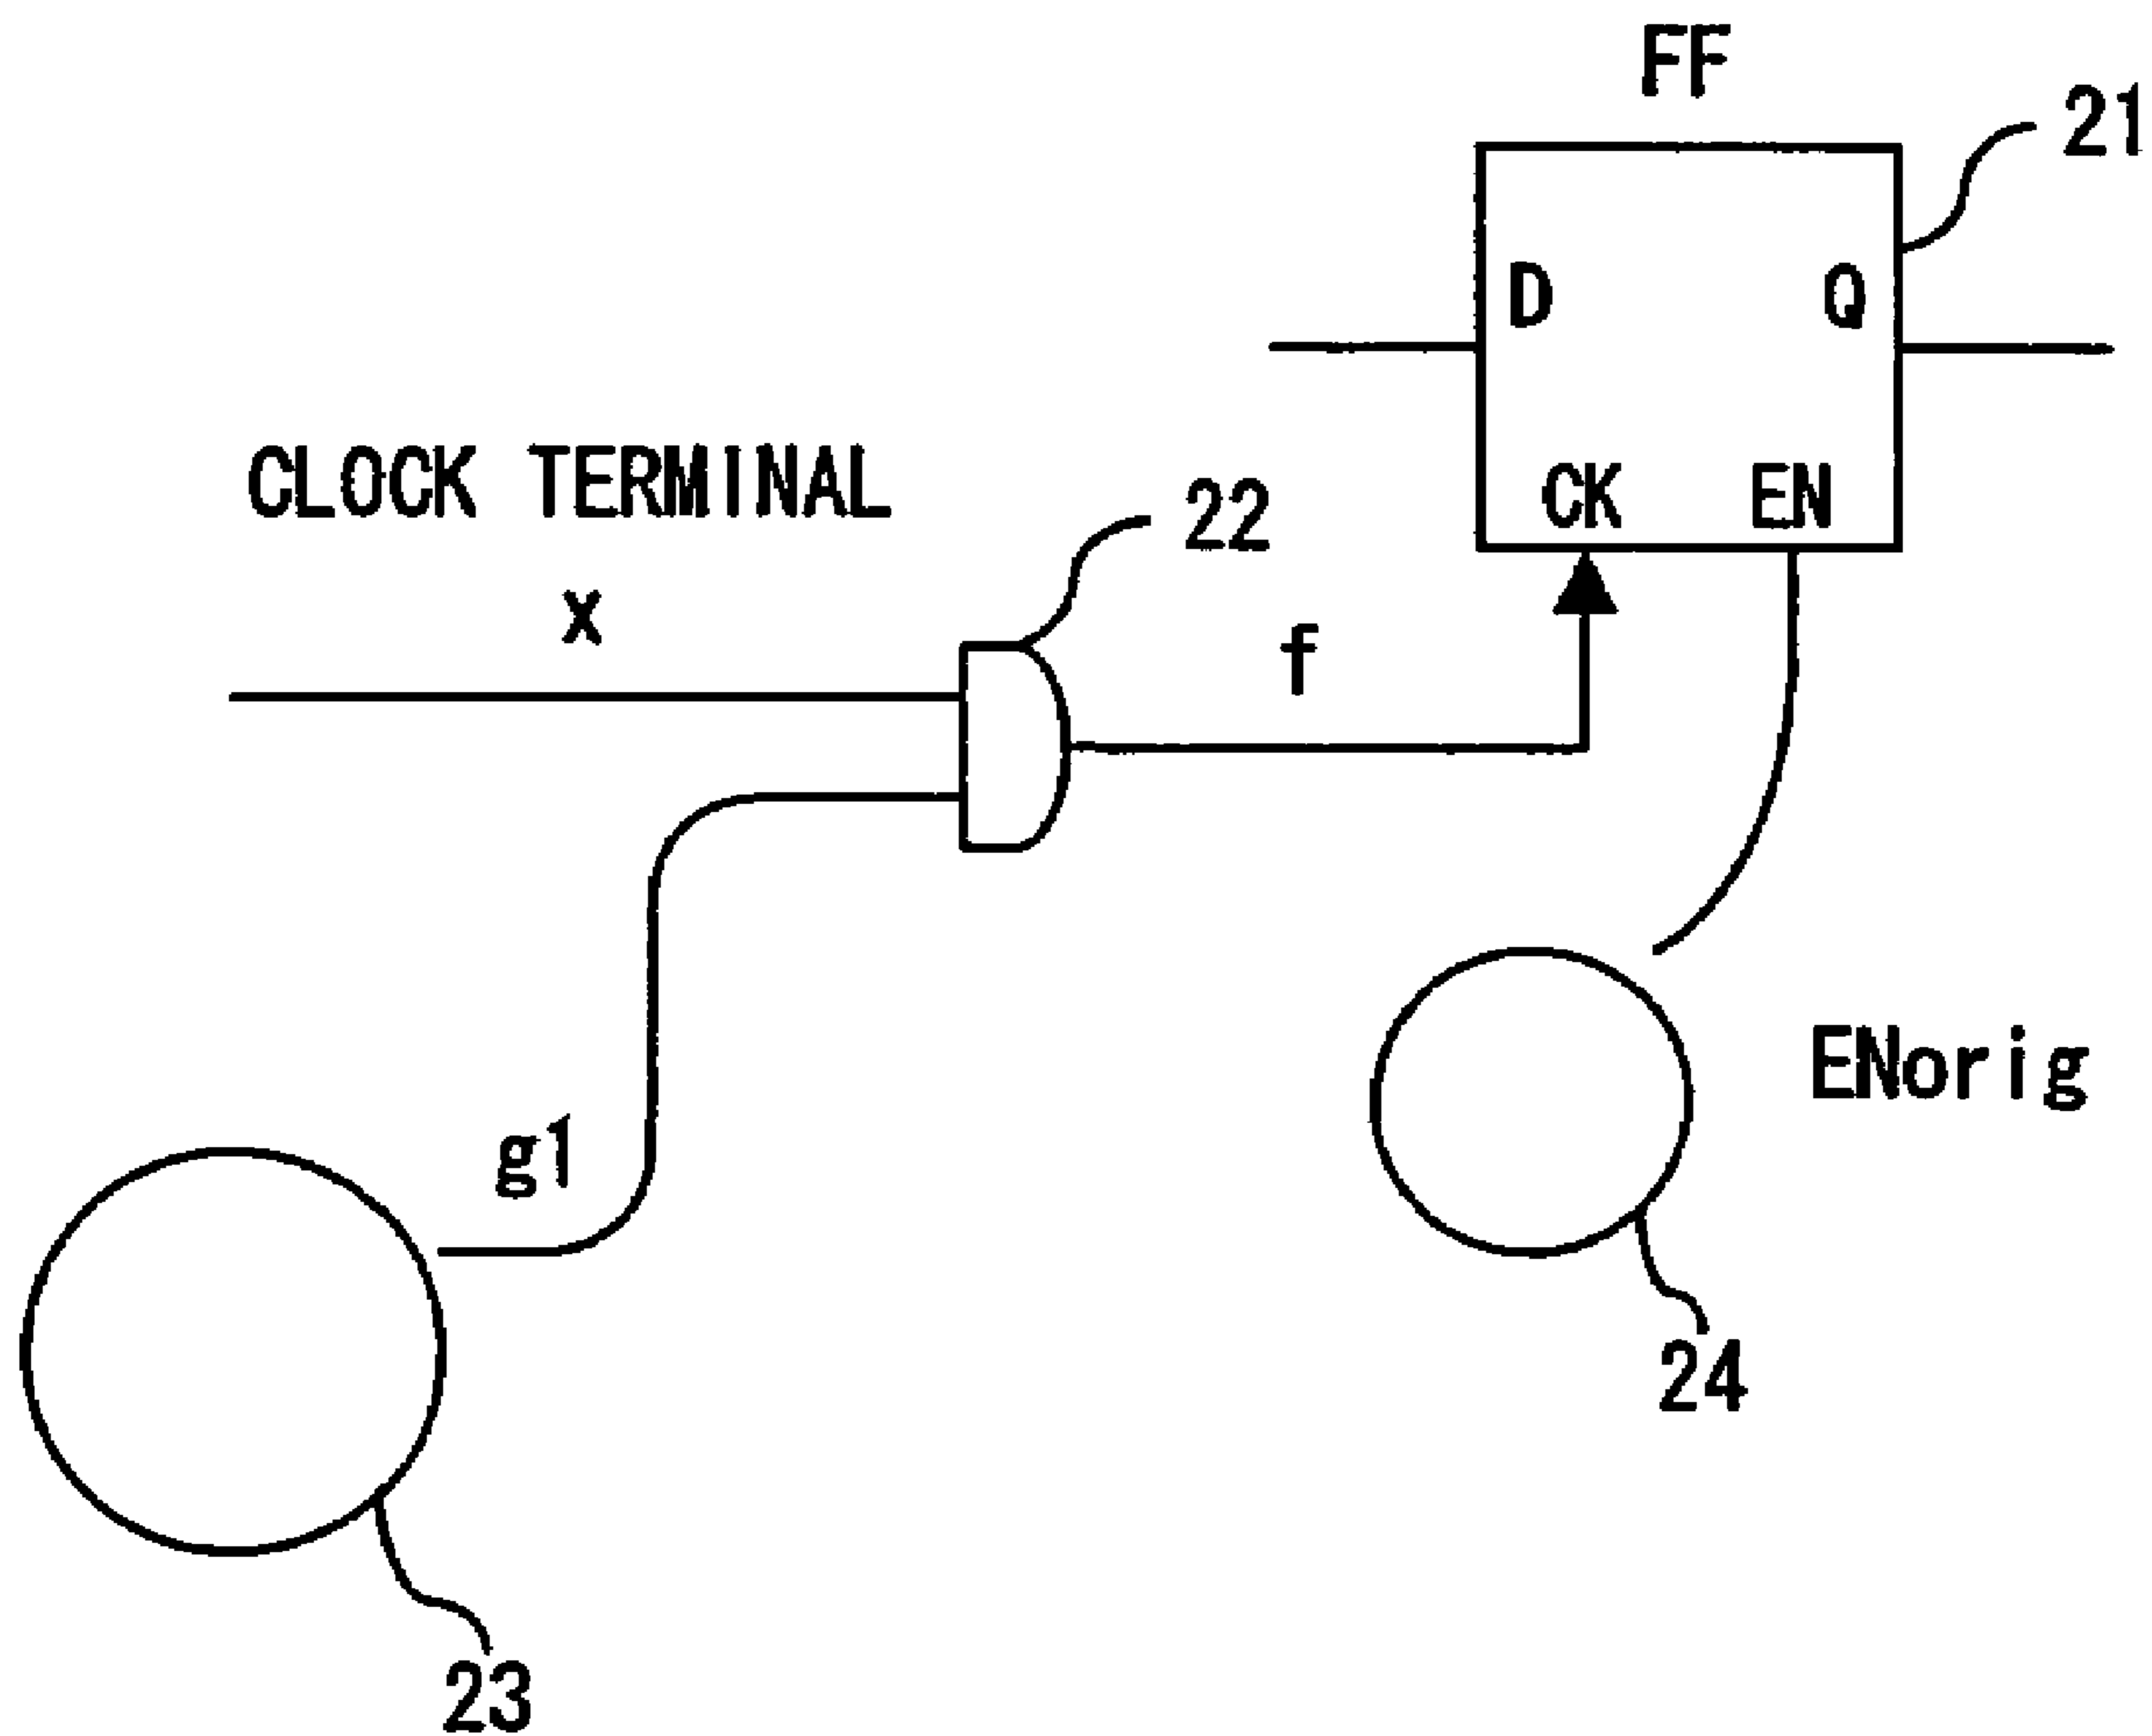 FF
21
D Q
CLOCK TERMINAL
22
CK EN
x
f
ENorig
g1
24
23